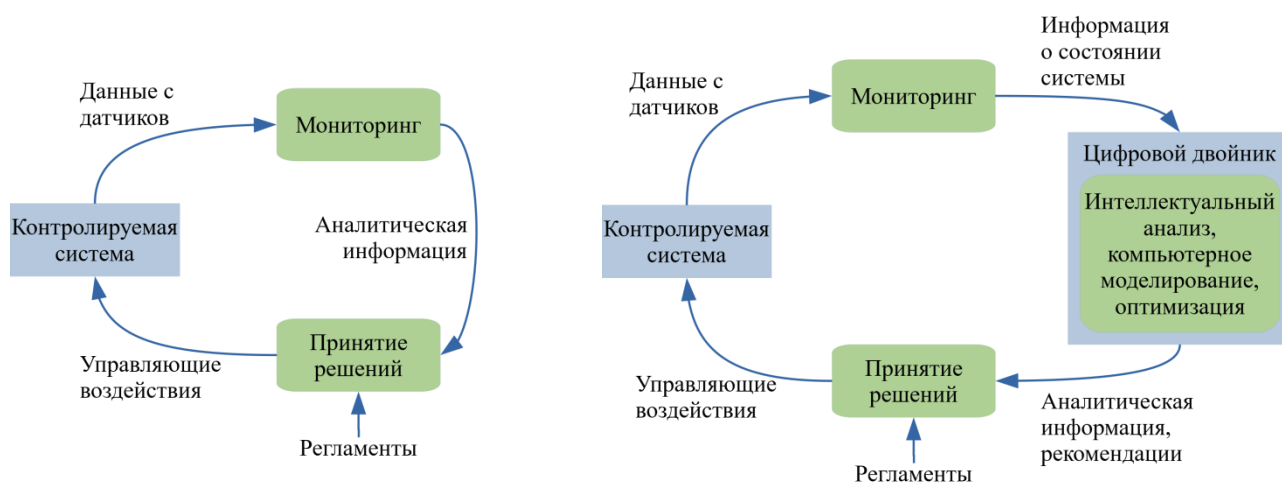 Данные с
датчиков
Мониторинг
Контролируемая
система
Аналитическая
информация
Управляющие
воздействия
Принятие
решений
Регламенты
Информация
о состоянии
системы
Данные с
датчиков
Мониторинг
Цифровой двойник
Интеллектуальный
анализ,
компьютерное
моделирование,
оптимизация
Контролируемая
система
Управляющие
воздействия
Принятие
решений
Аналитическая
информация,
рекомендации
Регламенты